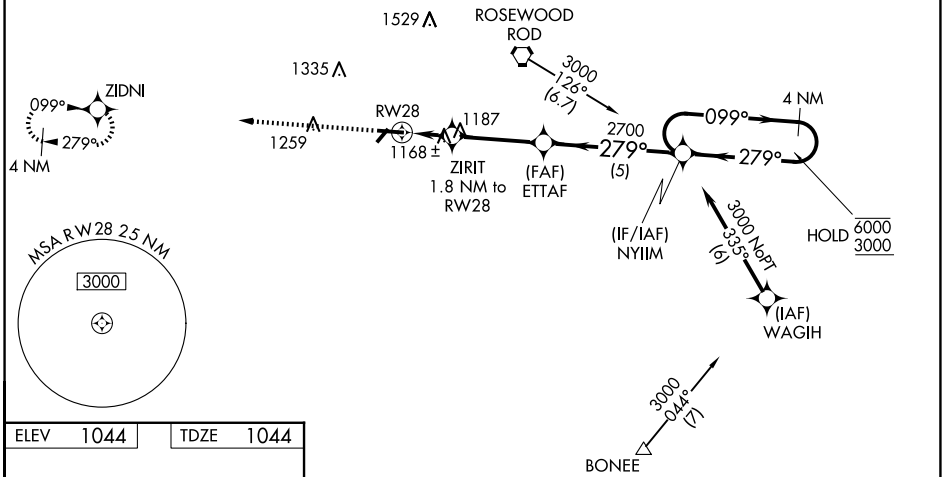 1529
ROSEWOOD
ROD
3000
126°
(6.7)
1335
ZIDNI
099°
279°
4 NM
RW28
1187
1259
1168 ±
ZIRIT
1.8 NM to
RW28
(FAF)
ETTAF
2700
279°
(5)
099°
4 NM
279°
(IF/IAF)
NYIIM
HOLD 6000
3000
3000 NoPT
335°
(6)
(IAF)
WAGIH
3000
044°
(7)
BONEE
MSA RW28 25 NM
3000
ELEV 1044
TDZE 1044